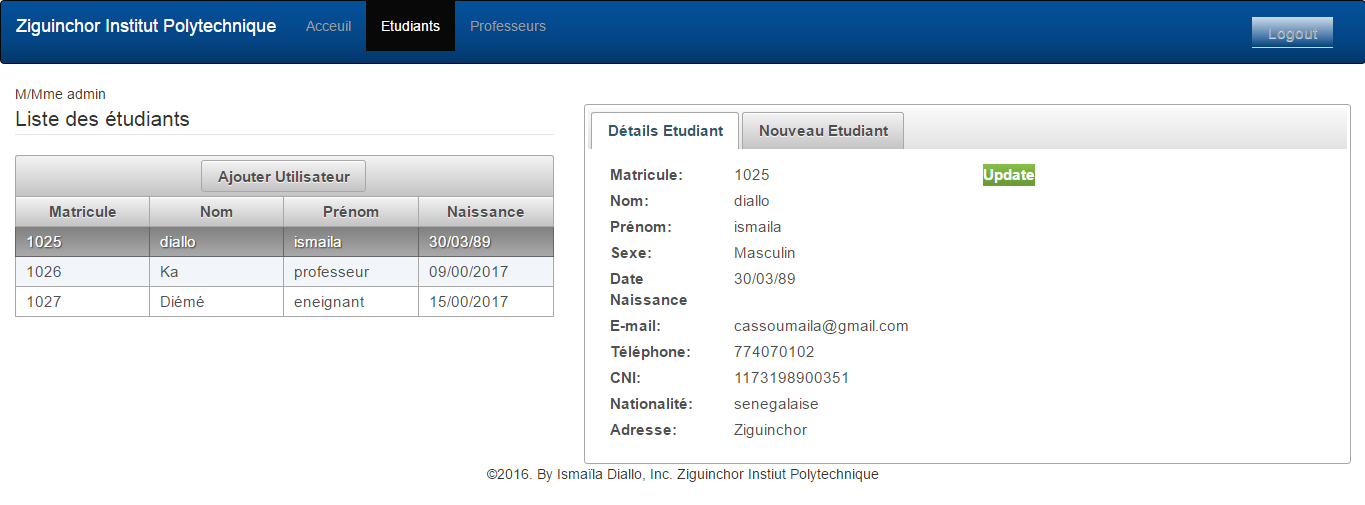 Ziguinchor Institut Polytechnique Acceuil Etudiants Professeurs Logout
M/Mme admin
Liste des étudiants
Ajouter Utilisateur
Matricule Nom Prénom Naissance
1025 diallo ismaila 30/03/89
1026 Ka professeur 09/00/2017
1027 Diémé eneignant 15/00/2017
Détails Etudiant Nouveau Etudiant
Matricule: 1025 Update
Nom: diallo
Prénom: ismaila
Sexe: Masculin
Date 30/03/89
Naissance
E-mail: cassoumaila@gmail.com
Téléphone: 774070102
CNI: 1173198900351
Nationalité: senegalaise
Adresse: Ziguinchor
©2016. By Ismaïla Diallo, Inc. Ziguinchor Instiut Polytechnique